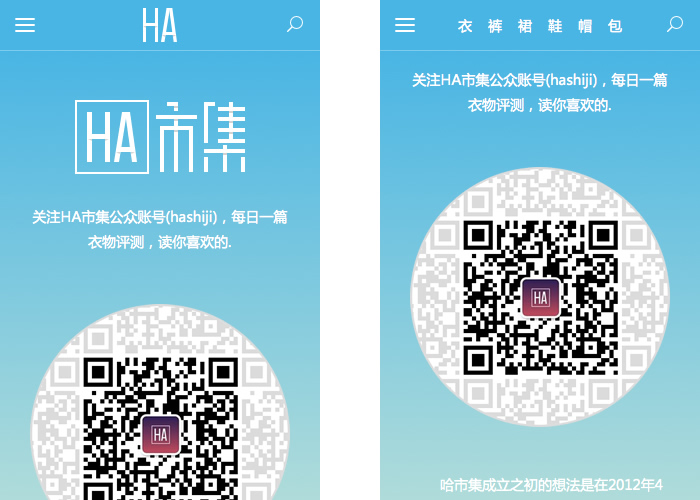 HA
HA市集
关注HA市集公众账号(hashiji)，每日一篇
衣物评测，读你喜欢的.
HA
衣 裤 裙 鞋 帽 包
关注HA市集公众账号(hashiji)，每日一篇
衣物评测，读你喜欢的.
HA
哈市集成立之初的想法是在2012年4